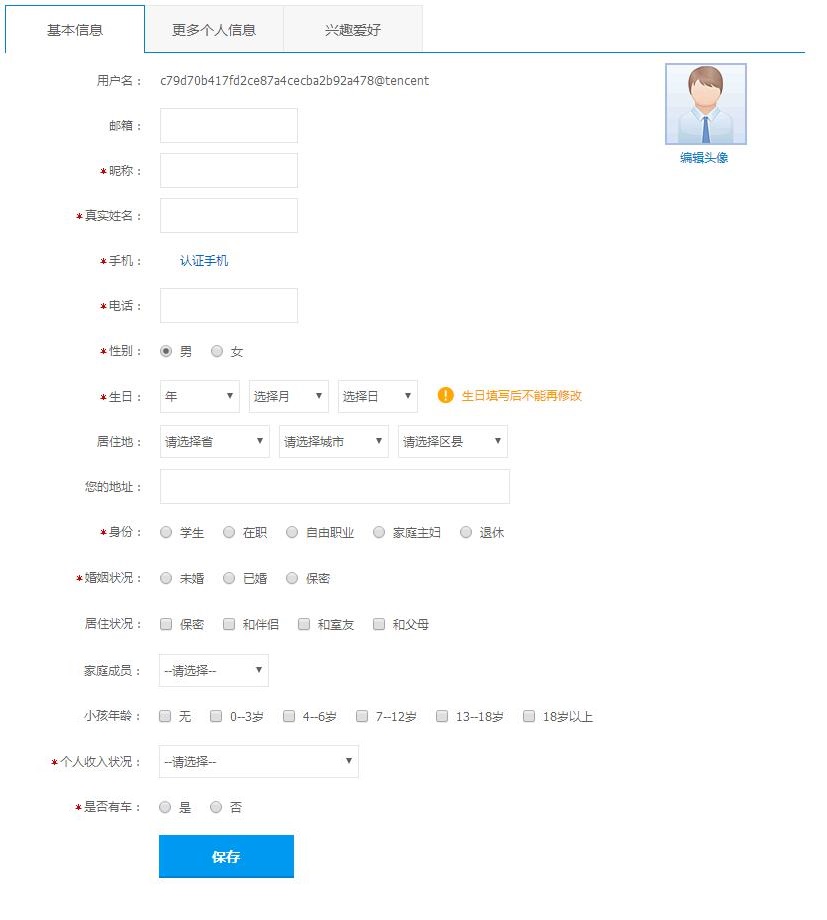 基本信息 更多个人信息 兴趣爱好
用户名： c79d70b417fd2ce87a4cecba2b92a478@tencent
编辑头像
邮箱：
*昵称：
*真实姓名：
*手机： 认证手机
*电话：
*性别： 男 女
*生日： 年 选择月 选择日 ! 生日填写后不能再修改
居住地： 请选择省 请选择城市 请选择区县
您的地址：
*身份： 学生 在职 自由职业 家庭主妇 退休
*婚姻状况： 未婚 已婚 保密
居住状况： 保密 和伴侣 和室友 和父母
家庭成员： --请选择--
小孩年龄： 无 0--3岁 4--6岁 7--12岁 13--18岁 18岁以上
*个人收入状况： --请选择--
*是否有车： 是 否
保存